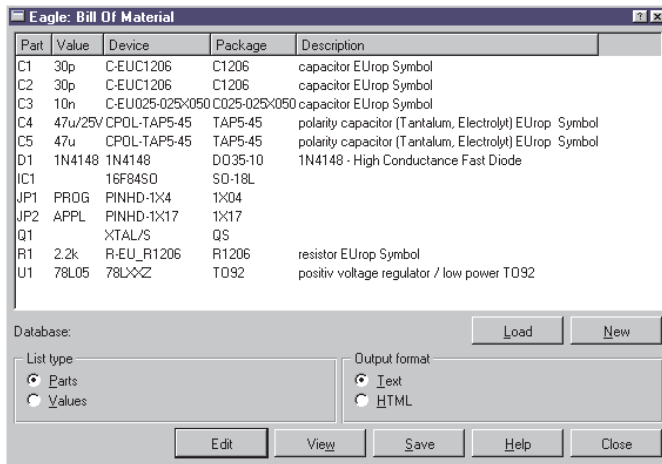 Eagle: Bill Of Material
Part Value Device Package Description
C1 30p C-EUC1206 C1206 capacitor EUrop Symbol
C2 30p C-EUC1206 C1206 capacitor EUrop Symbol
C3 10n C-EU025-025X050 C025-025X050 capacitor EUrop Symbol
C4 47u/25V CPOL-TAP5-45 TAP5-45 polarity capacitor (Tantalum, Electrolyt) EUrop Symbol
C5 47u CPOL-TAP5-45 TAP5-45 polarity capacitor (Tantalum, Electrolyt) EUrop Symbol
D1 1N4148 1N4148 DO35-10 1N4148 - High Conductance Fast Diode
IC1 16F84SO SO-18L
JP1 PROG PINHD-1X4 1X04
JP2 APPL PINHD-1X17 1X17
Q1 XTAL/S QS
R1 2.2k R-EU_R1206 R1206 resistor EUrop Symbol
U1 78L05 78LXXZ TO92 positiv voltage regulator / low power TO92
Database: Load New
List type Output format
Parts Text
Values HTML
Edit View Save Help Close